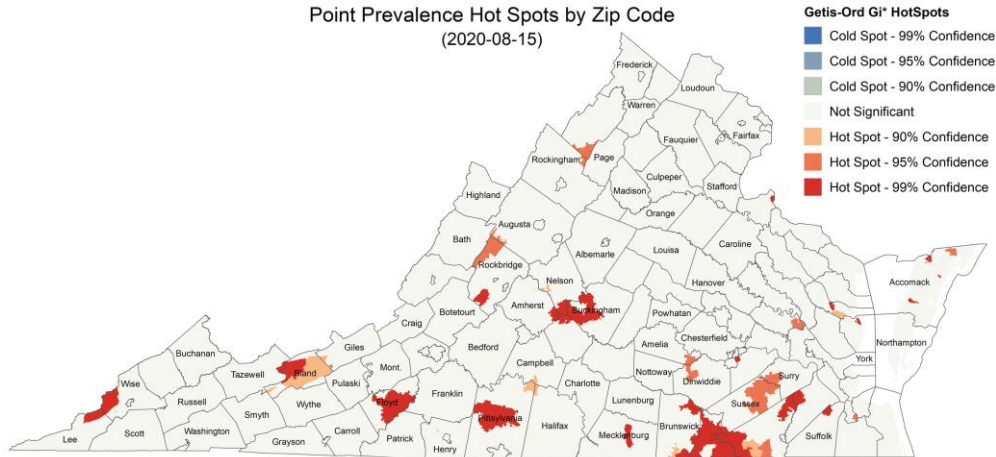 Point Prevalence Hot Spots by Zip Code
(2020-08-15)
Getis-Ord Gi* HotSpots
Cold Spot - 99% Confidence
Cold Spot - 95% Confidence
Cold Spot - 90% Confidence
Not Significant
Hot Spot - 90% Confidence
Hot Spot - 95% Confidence
Hot Spot - 99% Confidence
Frederick
Loudoun
Warren
Fauquier
Fairfax
Rockingham
Page
Culpeper
Stafford
Madison
Highland
Orange
Augusta
Bath
Albemarle
Louisa
Caroline
Rockbridge
Nelson
Hanover
Accomack
Botetourt
Amherst
Buckingham
Powhatan
Craig
Amelia
Chesterfield
Northampton
Giles
Bedford
Buchanan
Mont.
Campbell
Nottoway
York
Wise
Tazewell
Bland
Pulaski
Charlotte
Dinwiddie
Surry
Russell
Wythe
Floyd
Franklin
Lunenburg
Sussex
Smyth
Pittsylvania
Halifax
Brunswick
Lee
Scott
Washington
Grayson
Carroll
Patrick
Henry
Mecklenburg
Suffolk